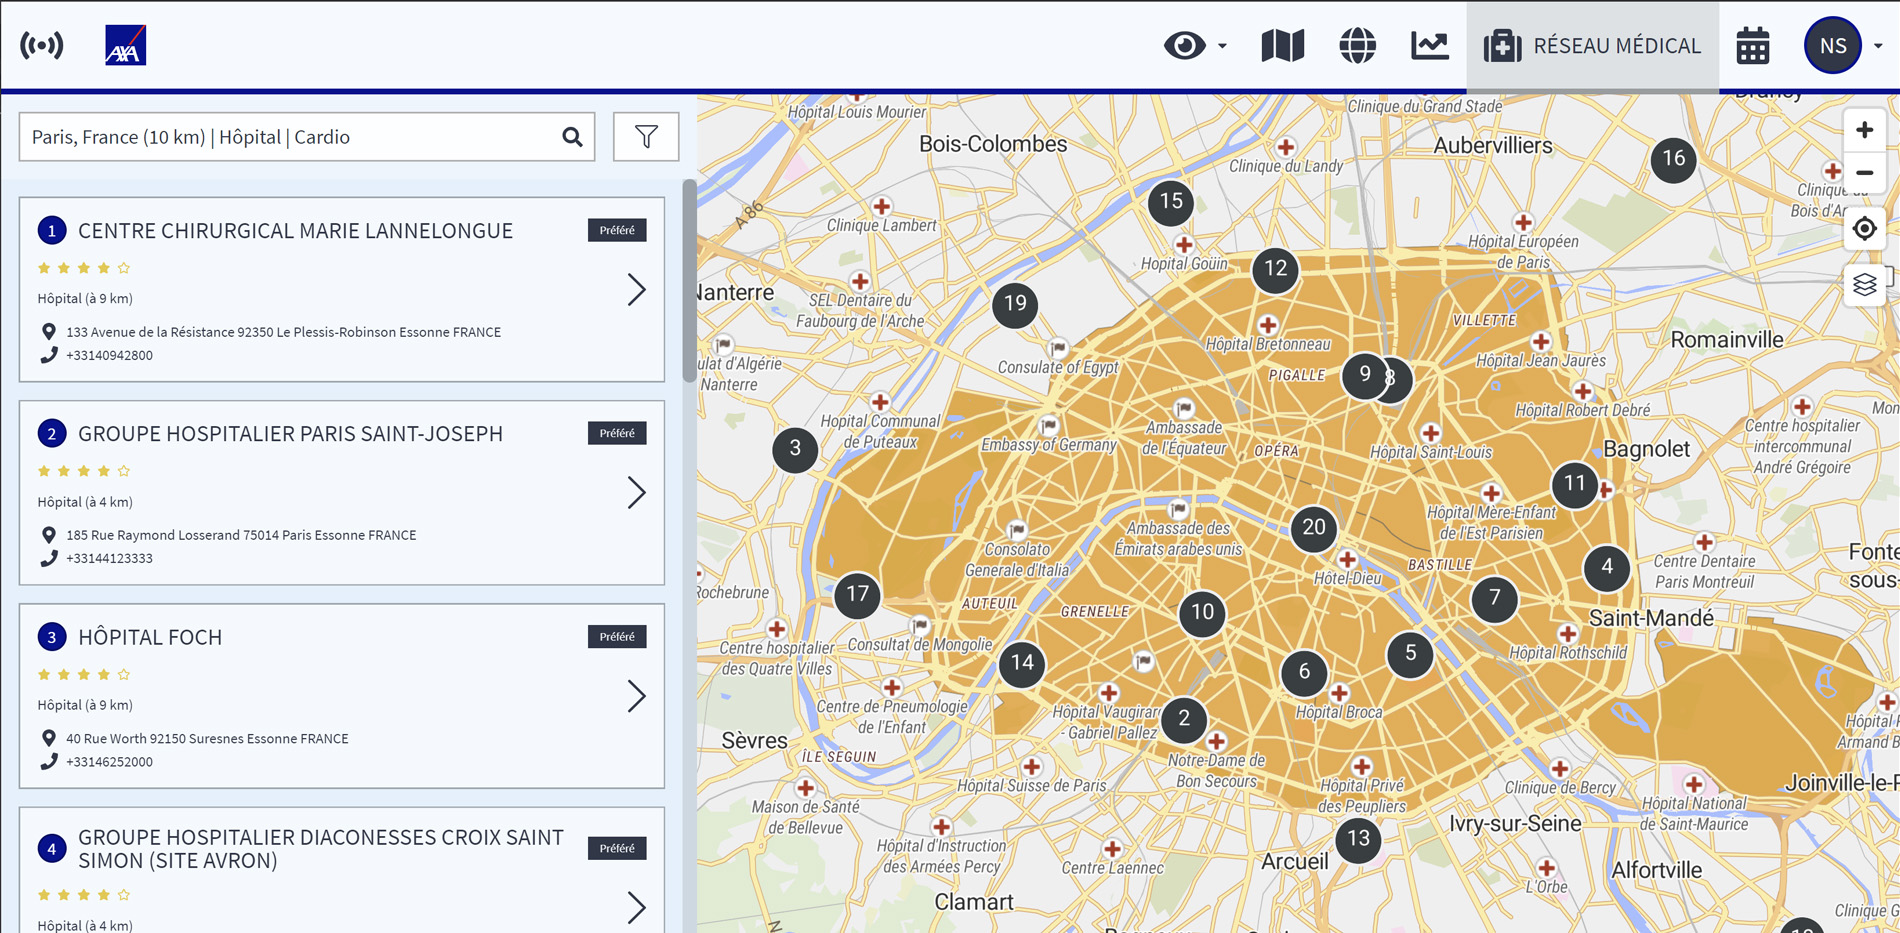 AXA
RÉSEAU MÉDICAL
NS
Paris, France (10 km) | Hôpital | Cardio
1 CENTRE CHIRURGICAL MARIE LANNELONGUE
Préféré
Hôpital (à 9 km)
133 Avenue de la Résistance 92350 Le Plessis-Robinson Essonne FRANCE
+33140942800
2 GROUPE HOSPITALIER PARIS SAINT-JOSEPH
Préféré
Hôpital (à 4 km)
185 Rue Raymond Losserand 75014 Paris Essonne FRANCE
+33144123333
3 HÔPITAL FOCH
Préféré
Hôpital (à 9 km)
40 Rue Worth 92150 Suresnes Essonne FRANCE
+33146252000
4 GROUPE HOSPITALIER DIACONESSES CROIX SAINT
SIMON (SITE AVRON)
Préféré
Hôpital (à 4 km)
Hôpital Louis Mourier
Clinique du Grand Stade
Bois-Colombes
Aubervilliers
Clinique du Landy
16
A 86
15
Clinique Lambert
Clinique du
Bois d'Ar
Hôpital Européen
de Paris
Hopital Goüin
12
Nanterre
SEL Dentaire du
Faubourg de l'Arche
19
VILLETTE
Hôpital Bretonneau
Romainville
ulat d'Algérie
Nanterre
Consulate of Egypt
PIGALLE
9
8
Hôpital Jean Jaurès
Hôpital Robert Debré
Hopital Communal
de Puteaux
Embassy of Germany
Ambassade
de l'Équateur
OPÉRA
Hôpital Saint-Louis
Bagnolet
Centre hospitalier
intercommunal
André Grégoire
Mon
3
11
Hôpital Mère-Enfant
de l'Est Parisien
Ambassade des
Émirats arabes unis
20
Consolato
Generale d'Italia
Hôtel-Dieu
BASTILLE
4
Centre Dentaire
Paris Montreuil
Fonte
sous-
Rochebrune
17
AUTEUIL
GRENELLE
10
7
Saint-Mandé
Centre hospitalier
des Quatre Villes
Consultat de Mongolie
14
6
5
Hôpital Rothschild
Centre de Pneumologie
de l'Enfant
Hôpital Vaugirard
- Gabriel Pallez
2
Hôpital Broca
Hôpital
Armand B
Sèvres
ÎLE SEGUIN
Notre-Dame de
Bon Secours
Hôpital Suisse de Paris
Hôpital Privé
des Peupliers
Clinique de Bercy
Joinville-le-P
Maison de Santé
de Bellevue
Hôpital National
de Saint-Maurice
13
Ivry-sur-Seine
Hôpital d'Instruction
des Armées Percy
Centre Laennec
Arcueil
Alfortville
L'Orbe
Clamart
Clinique G